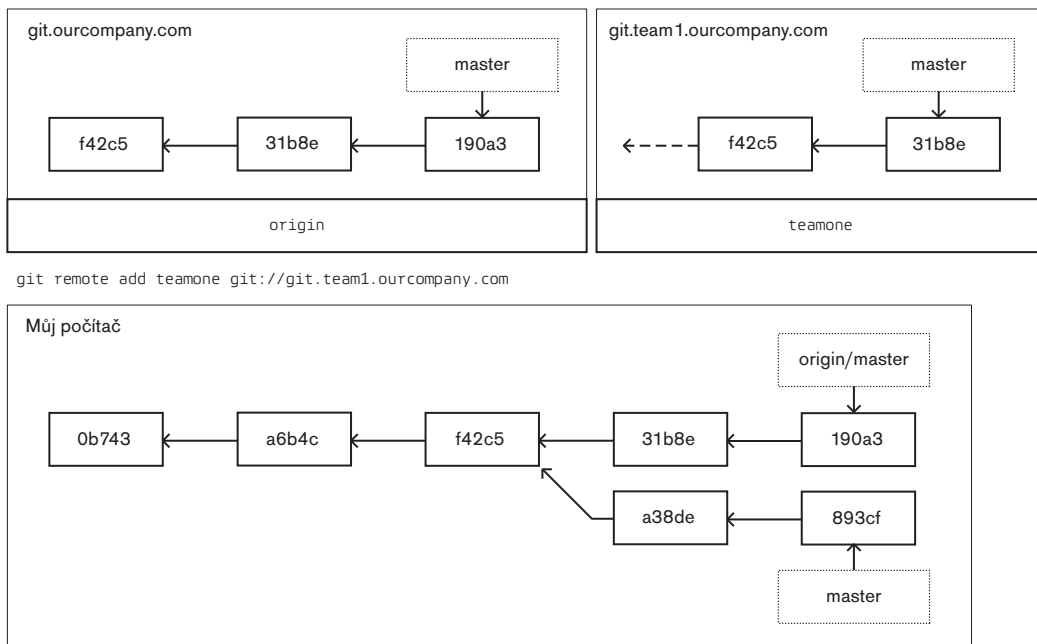 git.ourcompany.com
master
f42c5
31b8e
190a3
origin
git.team1.ourcompany.com
master
f42c5
31b8e
teamone
git remote add teamone git://git.team1.ourcompany.com
Můj počítač
origin/master
0b743
a6b4c
f42c5
31b8e
190a3
a38de
893cf
master